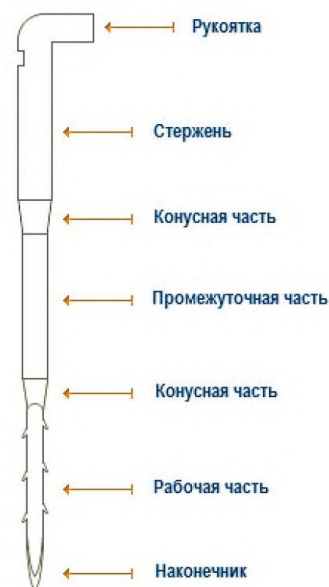 Рукоятка
Стержень
Конусная часть
Промежуточная часть
Конусная часть
Рабочая часть
Наконечник